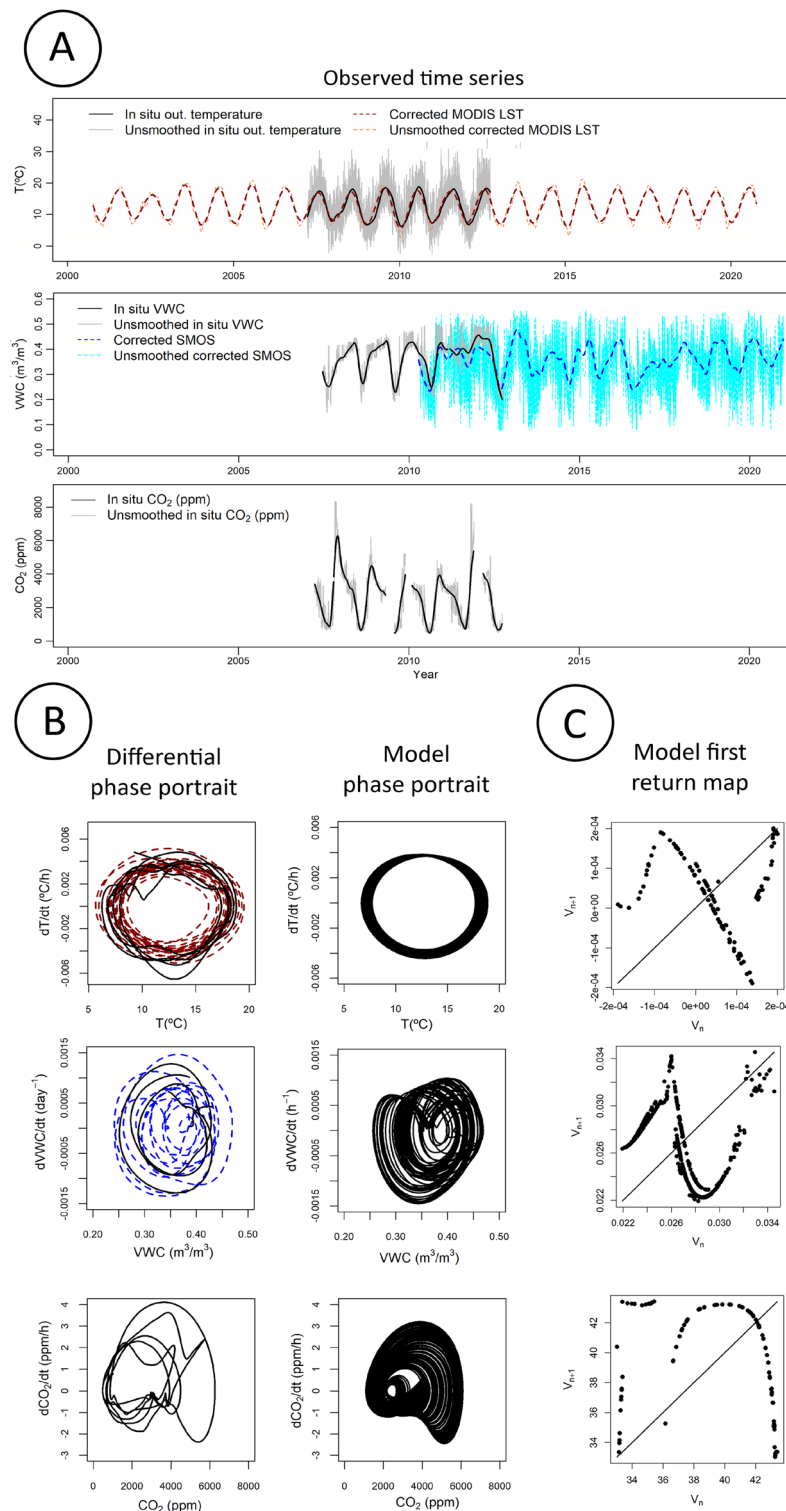 A
Observed time series
In situ out. temperature
Unsmoothed in situ out. temperature
Corrected MODIS LST
Unsmoothed corrected MODIS LST
T(ºC)
0 10 20 30 40
2000 2005 2010 2015 2020
In situ VWC
Unsmoothed in situ VWC
Corrected SMOS
Unsmoothed corrected SMOS
VWC (m³/m³)
0.0 0.1 0.2 0.3 0.4 0.5 0.6
2000 2005 2010 2015 2020
In situ CO₂ (ppm)
Unsmoothed in situ CO₂ (ppm)
CO₂ (ppm)
0 2000 4000 6000 8000
2000 2005 2010 2015 2020
Year
B
Differential
phase portrait
Model
phase portrait
C
Model first
return map
dT/dt (ºC/h)
-0.006 -0.002 0.002 0.006
5 10 15 20
T(ºC)
dT/dt (ºC/h)
-0.006 -0.002 0.002 0.006
5 10 15 20
T(ºC)
Vₙ₊₁
-2e-04 -1e-04 0e+00 1e-04 2e-04
-2e-04 -1e-04 0e+00 1e-04 2e-04
Vₙ
dVWC/dt (day⁻¹)
-0.0015 -0.0005 0.0005 0.0015
0.20 0.30 0.40 0.50
VWC (m³/m³)
dVWC/dt (h⁻¹)
-0.0015 -0.0005 0.0005 0.0015
0.20 0.30 0.40 0.50
VWC (m³/m³)
Vₙ₊₁
0.022 0.026 0.030 0.034
0.022 0.026 0.030 0.034
Vₙ
dCO₂/dt (ppm/h)
-3 -2 -1 0 1 2 3 4
0 2000 4000 6000 8000
CO₂ (ppm)
dCO₂/dt (ppm/h)
-3 -2 -1 0 1 2 3 4
0 2000 4000 6000 8000
CO₂ (ppm)
Vₙ₊₁
34 36 38 40 42
34 36 38 40 42
Vₙ